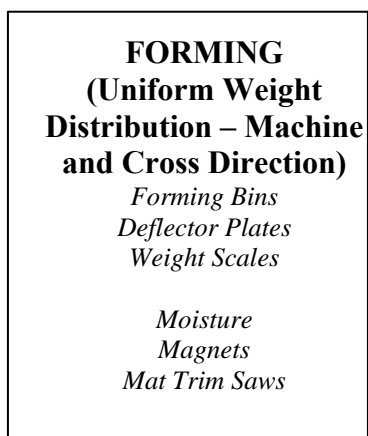 FORMING
(Uniform Weight
Distribution – Machine
and Cross Direction)
Forming Bins
Deflector Plates
Weight Scales
Moisture
Magnets
Mat Trim Saws